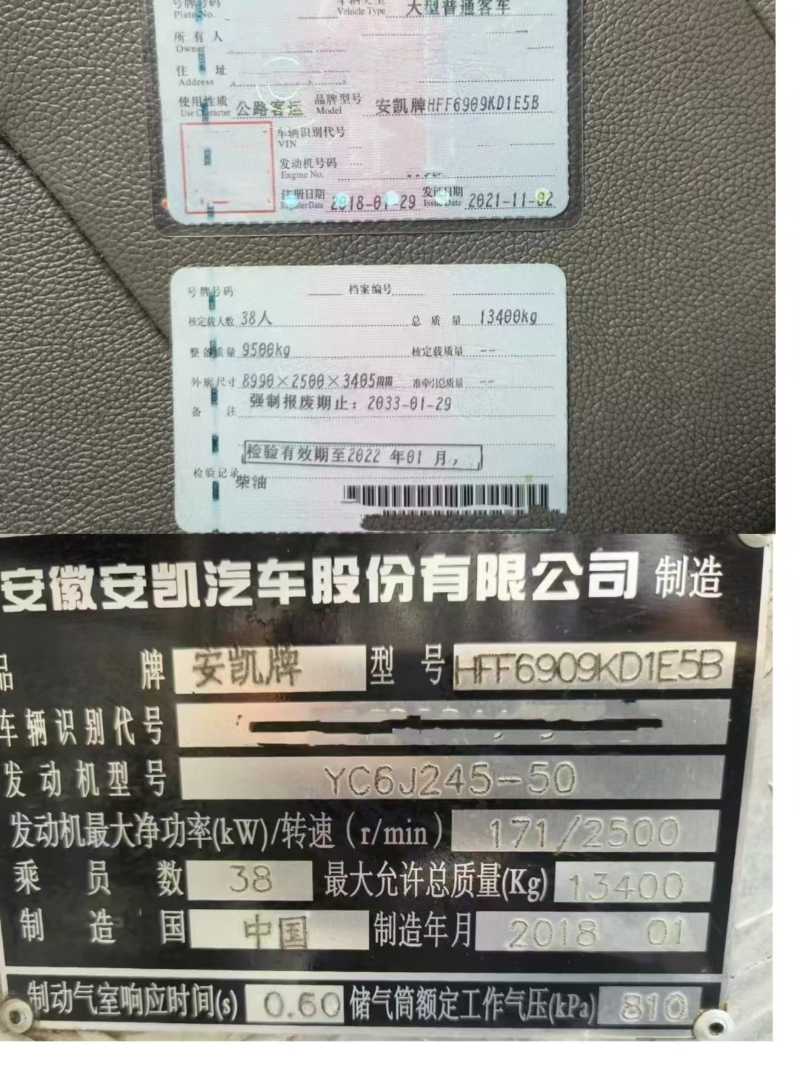 号牌号码 车辆类型 大型普通客车
Plate No. Vehicle Type
所有人
Owner
住 址
Address
使用性质 公路客运 品牌型号 安凯牌HFF6909KD1E5B
Use Character Model
车辆识别代号
VIN
发动机号码
Engine No.
注册日期 2018-01-29 发证日期 2021-11-02
Register Date Issue Date
号牌号码 档案编号
核定载人数 38人 总 质 量 13400kg
整备质量 9500kg 核定载质量 --
外廓尺寸 8990×2500×3405mm 准牵引总质量 --
备 注 强制报废期止：2033-01-29
检验有效期至2022 年01 月，
检验记录
柴油
安徽安凯汽车股份有限公司 制造
品 牌 安凯牌 型 号 HFF6909KD1E5B
车辆识别代号
发动机型号 YC6J245-50
发动机最大净功率(kW)/转速（r/min） 171/2500
乘 员 数 38 最大允许总质量(Kg) 13400
制 造 国 中国 制造年月 2018 01
制动气室响应时间(s) 0.60 储气筒额定工作气压(kPa) 810